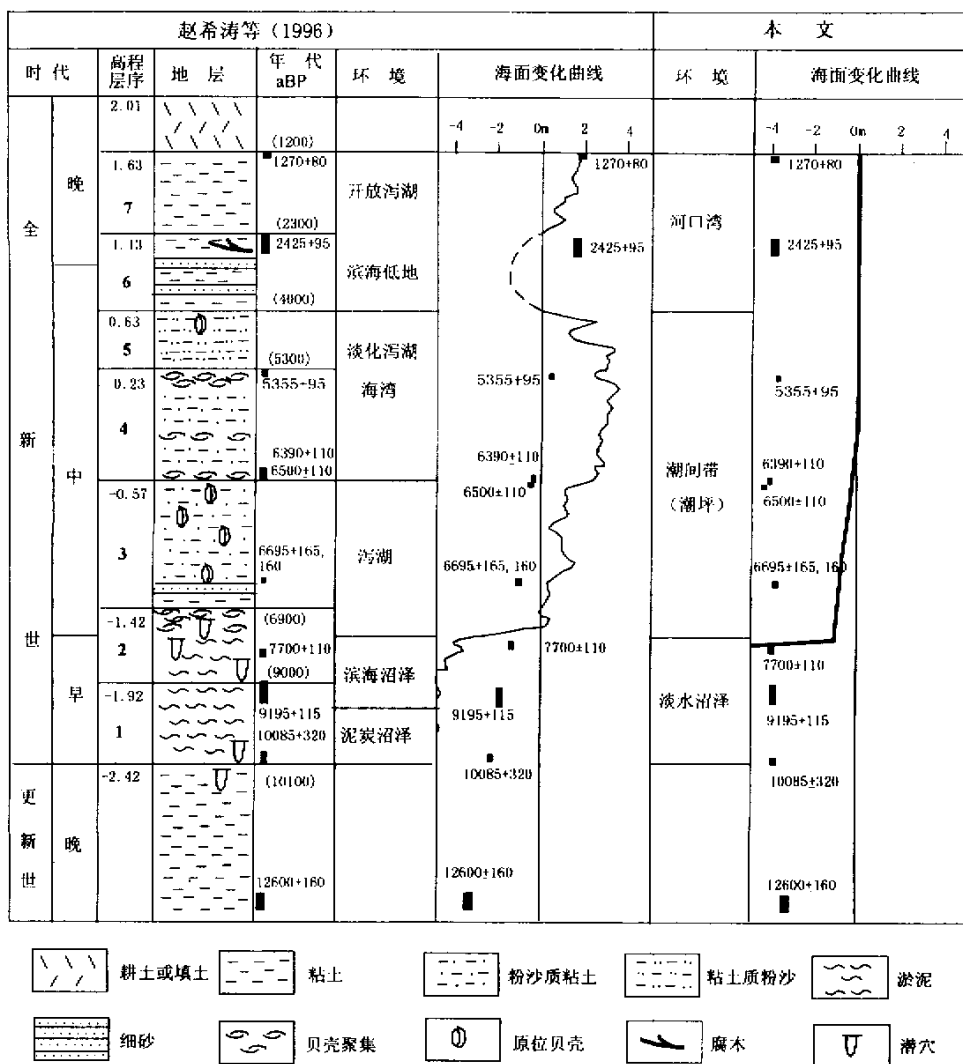 赵希涛等（1996）
本 文
时 代
高程层序
地 层
年 代 aBP
环 境
海面变化曲线
环 境
海面变化曲线
全新世
晚
中
早
更新世
晚
2.01
1.63
7
1.13
6
0.63
5
0.23
4
-0.57
3
-1.42
2
-1.92
1
-2.42
(1200)
1270+80
(2300)
2425+95
(4000)
(5300)
5355+95
6390+110
6500+110
6695+165,
160
(6900)
7700+110
(9000)
9195+115
10085+320
(10100)
12600+160
开放泻湖
滨海低地
淡化泻湖
海湾
泻湖
滨海沼泽
泥炭沼泽
-4 -2 0m 2 4
1270+80
2425+95
5355+95
6390±110
6500±110
6695+165, 160
7700±110
9195+115
10085+320
12600±160
河口湾
潮间带
（潮坪）
淡水沼泽
-4 -2 0m 2 4
1270+80
2425+95
5355+95
6390+110
6500±110
6695+165, 160
7700±110
9195+115
10085±320
12600±160
耕土或填土
粘土
粉沙质粘土
粘土质粉沙
淤泥
细砂
贝壳聚集
原位贝壳
腐木
潜穴